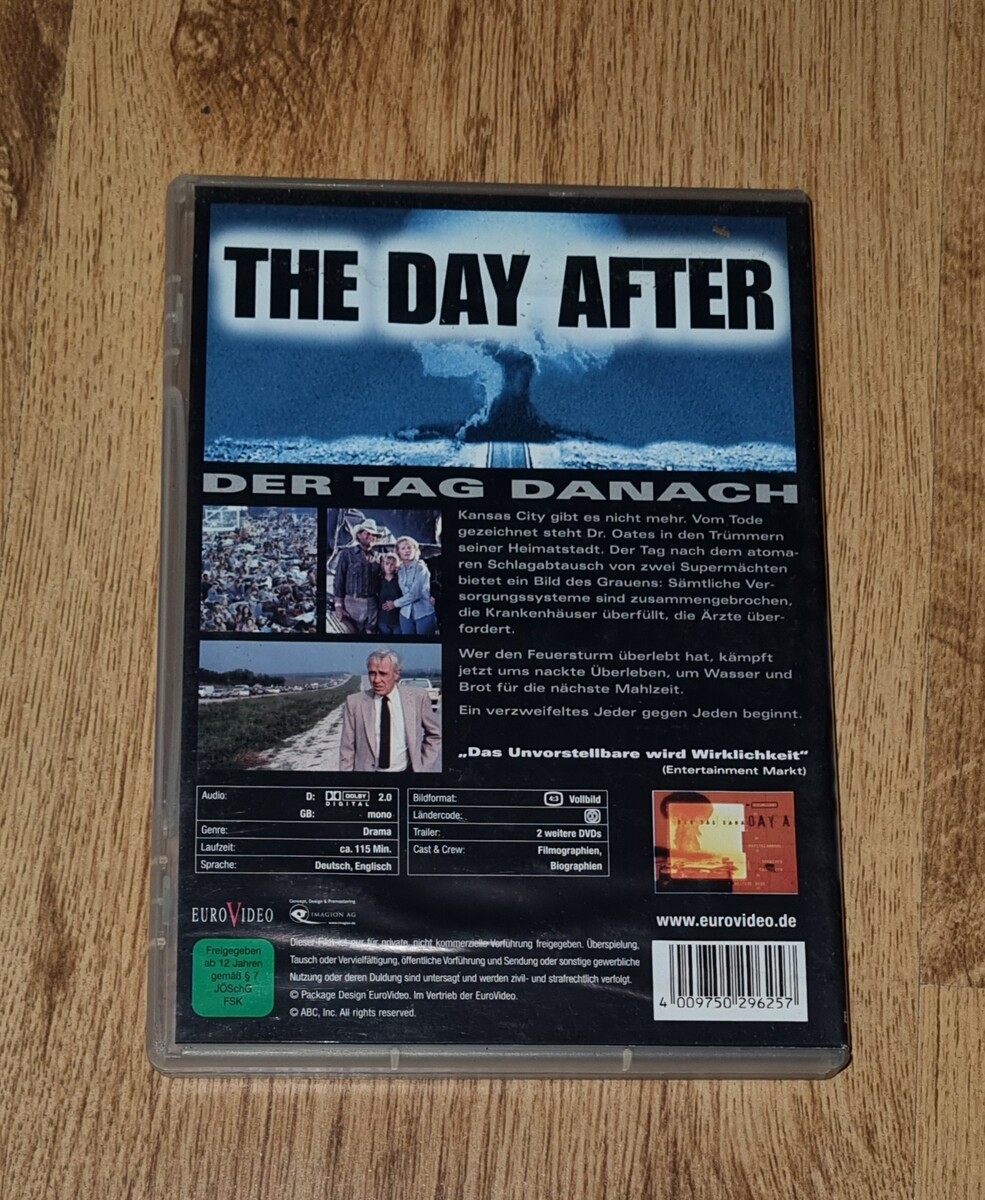 THE DAY AFTER
DER TAG DANACH
Kansas City gibt es nicht mehr. Vom Tode
gezeichnet steht Dr. Oates in den Trümmern
seiner Heimatstadt. Der Tag nach dem atoma-
ren Schlagabtausch von zwei Supermächten
bietet ein Bild des Grauens: Sämtliche Ver-
sorgungssysteme sind zusammengebrochen,
die Krankenhäuser überfüllt, die Ärzte über-
fordert.
Wer den Feuersturm überlebt hat, kämpft
jetzt ums nackte Überleben, um Wasser und
Brot für die nächste Mahlzeit.
Ein verzweifeltes Jeder gegen Jeden beginnt.
„Das Unvorstellbare wird Wirklichkeit"
(Entertainment Markt)
Audio: D: DOLBY DIGITAL 2.0
GB: mono
Genre: Drama
Laufzeit: ca. 115 Min.
Sprache: Deutsch, Englisch
Bildformat: 4:3 Vollbild
Ländercode:
Trailer: 2 weitere DVDs
Cast & Crew: Filmographien,
Biographien
DAY A
EUROVIDEO
Concept, Design & Premastering
IMAGION AG
www.eurovideo.de
Freigegeben
ab 12 Jahren
gemäß § 7
JÖSchG
FSK
Dieser Film ist nur für private, nicht kommerzielle Vorführung freigegeben. Überspielung,
Tausch oder Vervielfältigung, öffentliche Vorführung und Sendung oder sonstige gewerbliche
Nutzung oder deren Duldung sind untersagt und werden zivil- und strafrechtlich verfolgt.
© Package Design EuroVideo. Im Vertrieb der EuroVideo.
© ABC, Inc. All rights reserved.
4 009750 296257